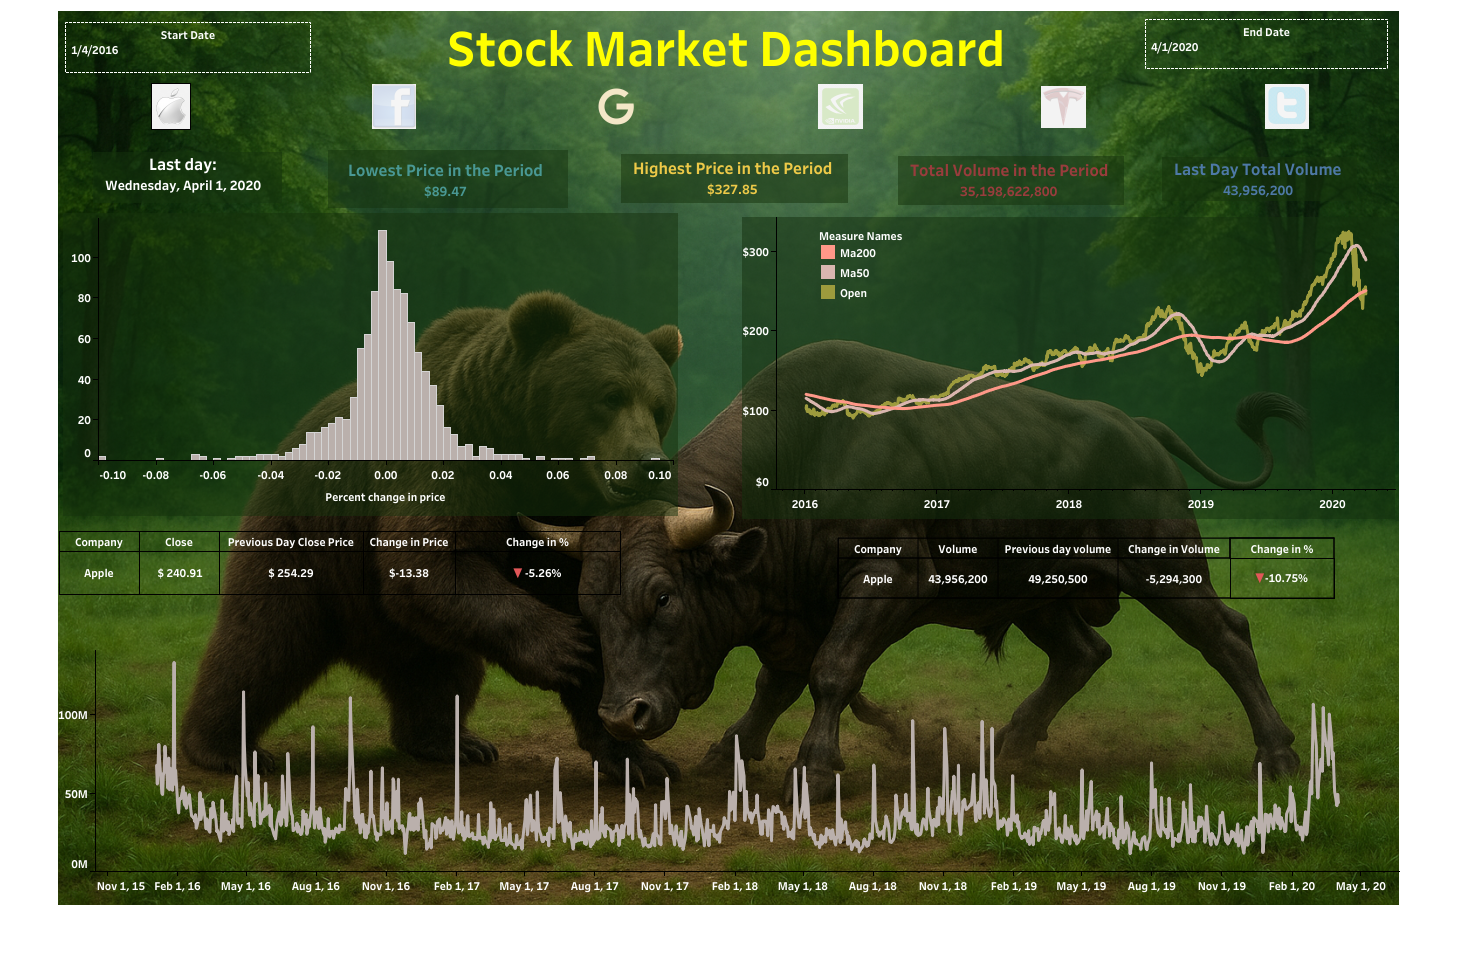 Start Date
1/4/2016
Stock Market Dashboard
End Date
4/1/2020
Last day:
Wednesday, April 1, 2020
Lowest Price in the Period
$89.47
Highest Price in the Period
$327.85
Total Volume in the Period
35,198,622,800
Last Day Total Volume
43,956,200
100
80
60
40
20
0
-0.10 -0.08 -0.06 -0.04 -0.02 0.00 0.02 0.04 0.06 0.08 0.10
Percent change in price
Measure Names
Ma200
Ma50
Open
$300
$200
$100
$0
2016 2017 2018 2019 2020
Company Close Previous Day Close Price Change in Price Change in %
Apple $ 240.91 $ 254.29 $-13.38 ▼ -5.26%
Company Volume Previous day volume Change in Volume Change in %
Apple 43,956,200 49,250,500 -5,294,300 ▼-10.75%
100M
50M
0M
Nov 1, 15 Feb 1, 16 May 1, 16 Aug 1, 16 Nov 1, 16 Feb 1, 17 May 1, 17 Aug 1, 17 Nov 1, 17 Feb 1, 18 May 1, 18 Aug 1, 18 Nov 1, 18 Feb 1, 19 May 1, 19 Aug 1, 19 Nov 1, 19 Feb 1, 20 May 1, 20